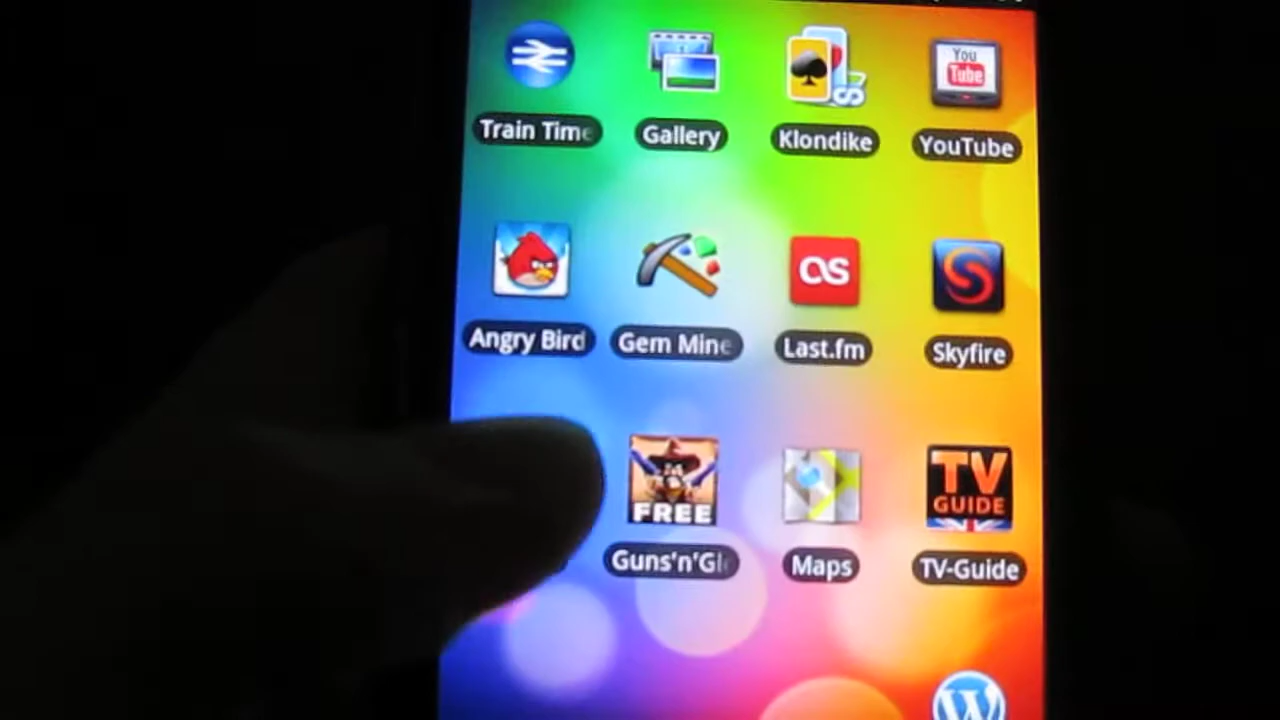 You
Tube
Train Time
Gallery
Klondike
YouTube
as
Angry Bird
Gem Mine
Last.fm
Skyfire
FREE
TV
GUIDE
Guns'n'Gl
Maps
TV-Guide
W